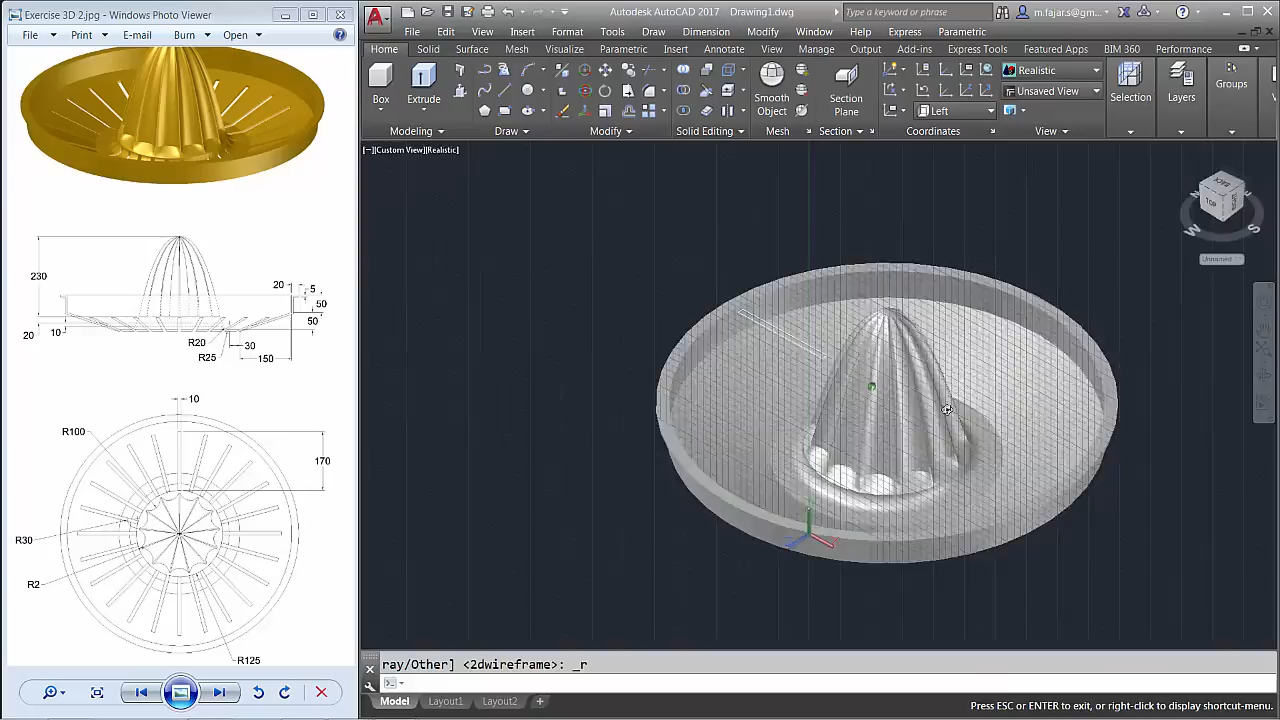 Exercise 3D 2.jpg - Windows Photo Viewer
File Print E-mail Burn Open
230
20
5
50
50
20
10
R20
R25
30
150
10
R100
170
R30
R2
R125
Autodesk AutoCAD 2017 Drawing1.dwg
Type a keyword or phrase
m.fajar.s@gm...
File Edit View Insert Format Tools Draw Dimension Modify Window Help Express Parametric
Home Solid Surface Mesh Visualize Parametric Insert Annotate View Manage Output Add-ins Express Tools Featured Apps BIM 360 Performance
Box
Extrude
Smooth
Object
Section
Plane
Realistic
Unsaved View
Left
Selection
Layers
Groups
Modeling Draw Modify Solid Editing Mesh Section Coordinates View
[−][Custom View][Realistic]
TOP
BACK
W
S
Unnamed
ray/Other] <2dwireframe>: _r
Model Layout1 Layout2 +
Press ESC or ENTER to exit, or right-click to display shortcut-menu.